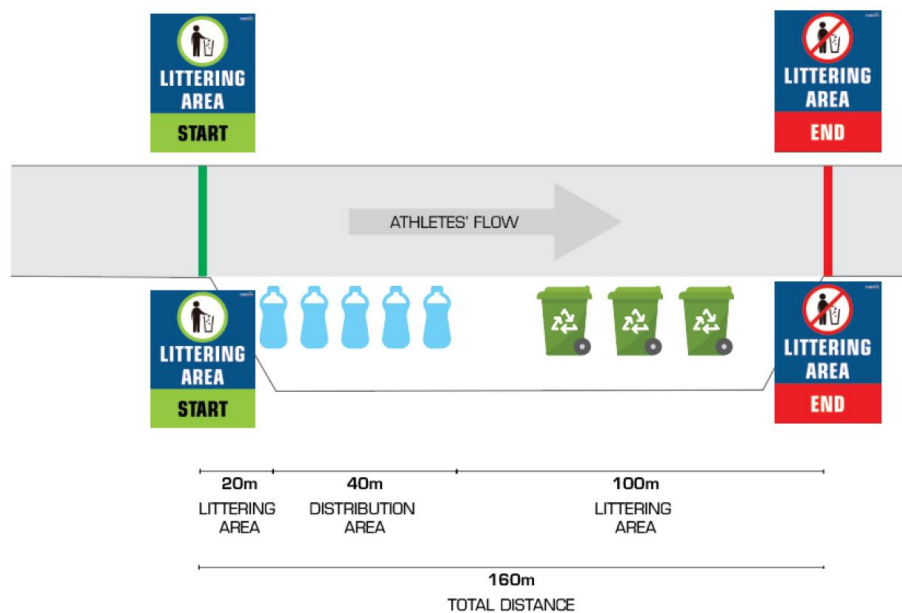 LITTERING
AREA
START
LITTERING
AREA
END
ATHLETES' FLOW
LITTERING
AREA
START
LITTERING
AREA
END
20m
LITTERING
AREA
40m
DISTRIBUTION
AREA
100m
LITTERING
AREA
160m
TOTAL DISTANCE